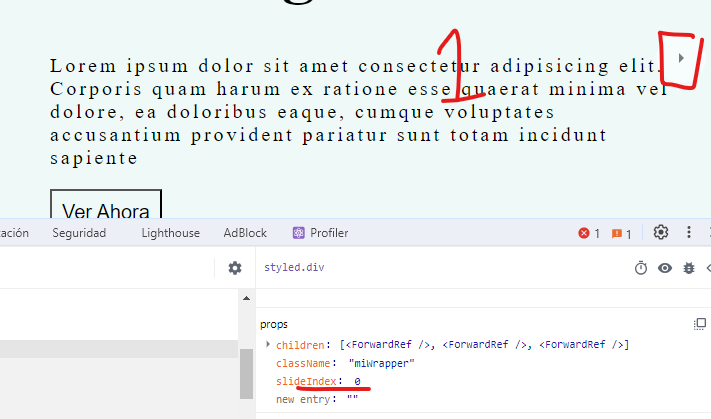 Lorem ipsum dolor sit amet consectetur adipisicing elit.
Corporis quam harum ex ratione esse quaerat minima vel
dolore, ea doloribus eaque, cumque voluptates
accusantium provident pariatur sunt totam incidunt
sapiente
1
Ver Ahora
ación Seguridad Lighthouse AdBlock Profiler 1 1
styled.div
props
children: [<ForwardRef />, <ForwardRef />, <ForwardRef />]
className: "miWrapper"
slideIndex: 0
new entry: ""